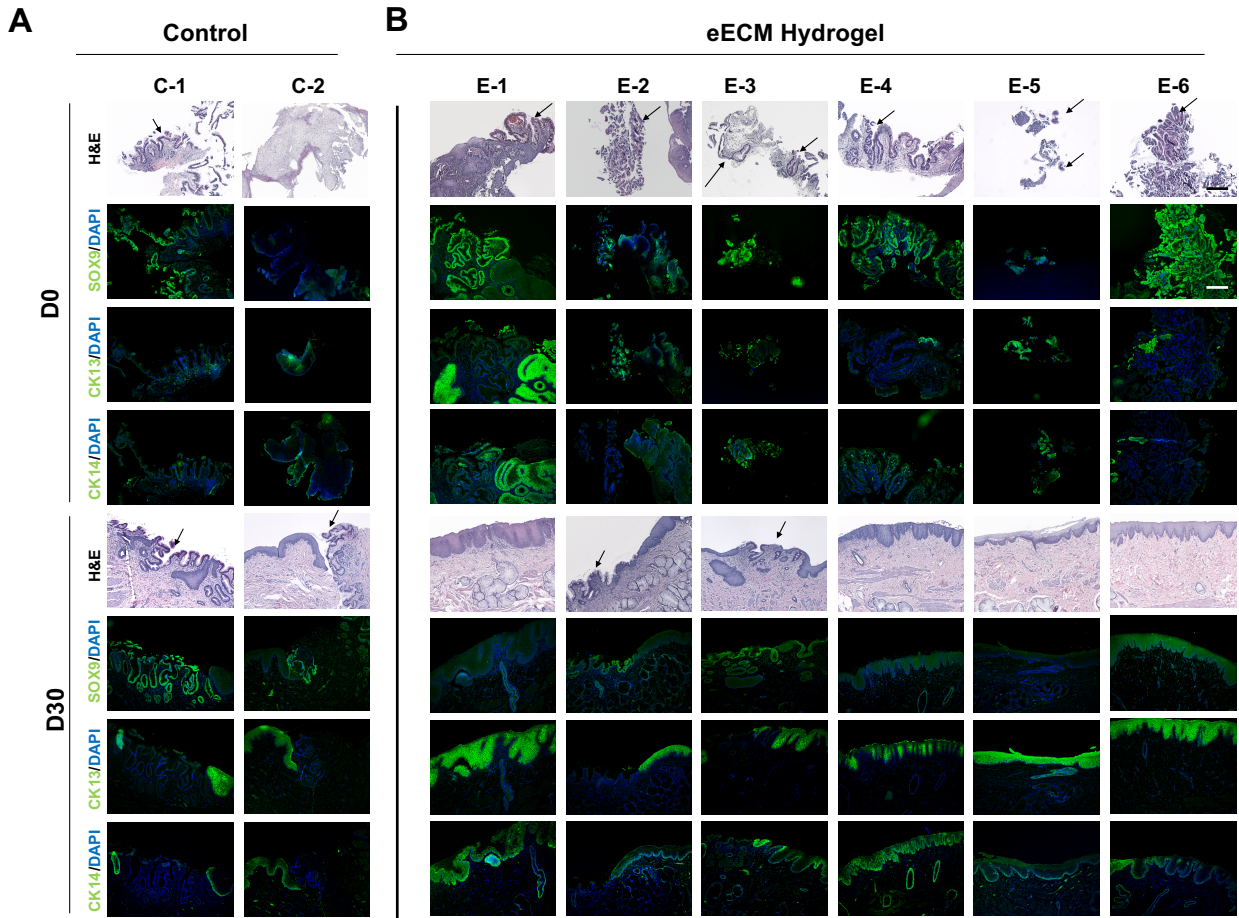 A
B
Control
eECM Hydrogel
C-1
C-2
E-1
E-2
E-3
E-4
E-5
E-6
D0
H&E
SOX9/DAPI
CK13/DAPI
CK14/DAPI
D30
H&E
SOX9/DAPI
CK13/DAPI
CK14/DAPI